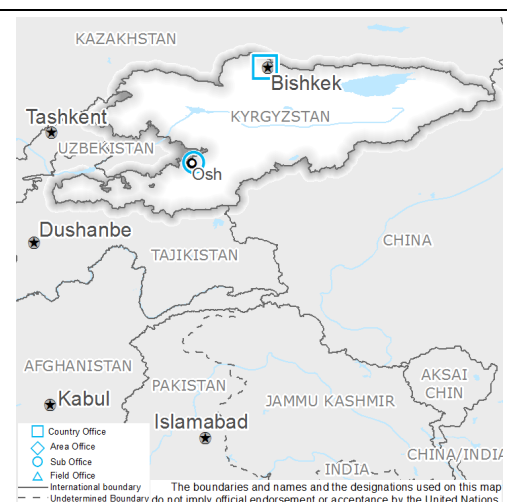 KAZAKHSTAN
Bishkek
Tashkent
KYRGYZSTAN
UZBEKISTAN
Osh
Dushanbe
CHINA
TAJIKISTAN
AFGHANISTAN
AKSAI
CHIN
PAKISTAN
Kabul
JAMMU KASHMIR
Islamabad
CHINA/INDIA
INDIA
Country Office
Area Office
Sub Office
Field Office
International boundary
Undetermined Boundary
The boundaries and names and the designations used on this map
do not imply official endorsement or acceptance by the United Nations